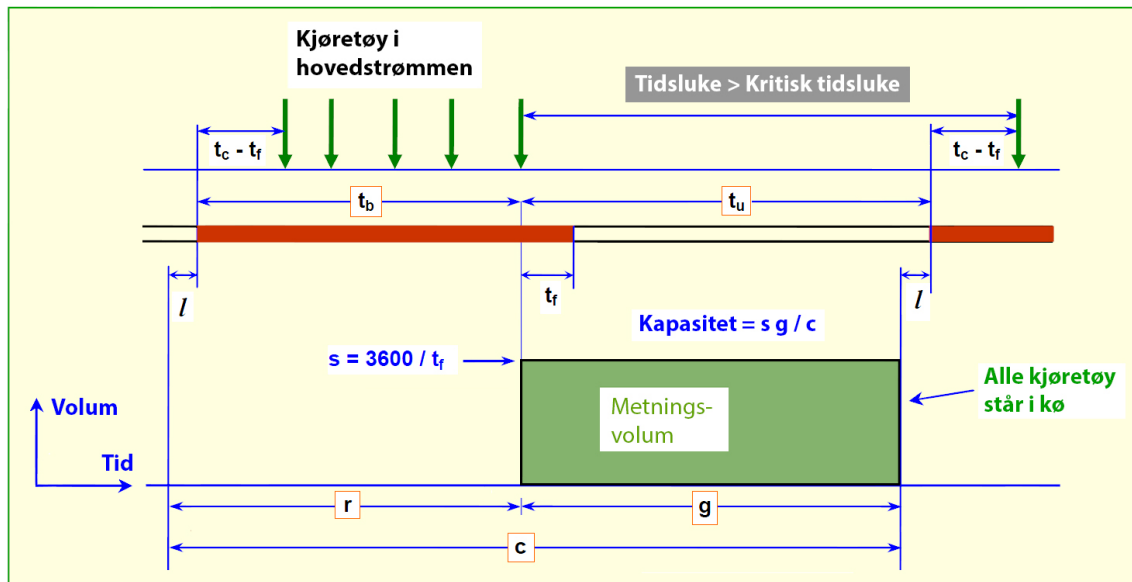 Kjøretøy i
hovedstrømmen
Tidsluke > Kritisk tidsluke
tc - tf
tc - tf
tb
tu
l
tf
l
Kapasitet = s g / c
s = 3600 / tf
Alle kjøretøy
står i kø
Metnings-
volum
Volum
Tid
r
g
c